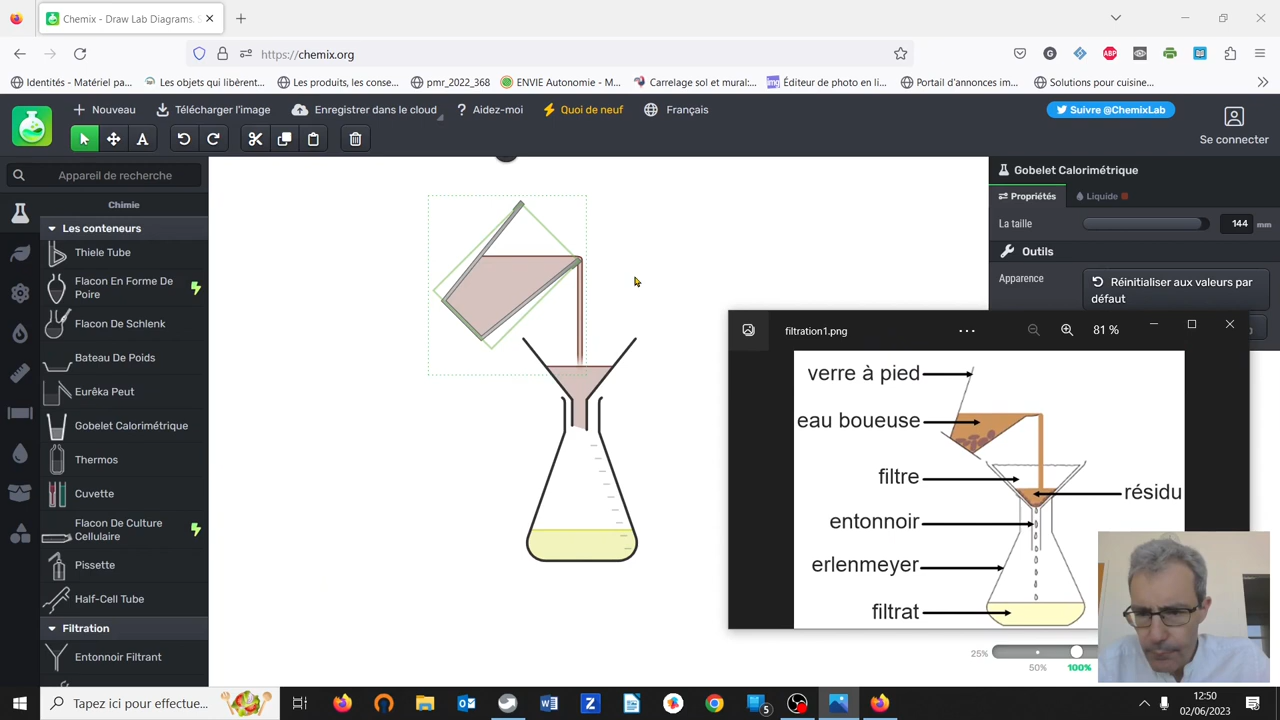 Chemix - Draw Lab Diagrams. S
https://chemix.org
Identités - Matériel pa...
Les objets qui libèrent...
Les produits, les conse...
pmr_2022_368
ENVIE Autonomie - M...
Carrelage sol et mural:...
Éditeur de photo en li...
Portail d'annonces im...
Solutions pour cuisine...
Nouveau
Télécharger l'image
Enregistrer dans le cloud
Aidez-moi
Quoi de neuf
Français
Suivre @ChemixLab
Se connecter
Appareil de recherche
Chimie
Les conteneurs
Thiele Tube
Flacon En Forme De
Poire
Flacon De Schlenk
Bateau De Poids
Eurêka Peut
Gobelet Calorimétrique
Thermos
Cuvette
Flacon De Culture
Cellulaire
Pissette
Half-Cell Tube
Filtration
Entonnoir Filtrant
Gobelet Calorimétrique
Propriétés
Liquide
La taille
144 mm
Outils
Apparence
Réinitialiser aux valeurs par
défaut
filtration1.png
81 %
verre à pied
eau boueuse
filtre
résidu
entonnoir
erlenmeyer
filtrat
25%
50%
100%
Tapez ici pour effectue...
5
12:50
02/06/2023